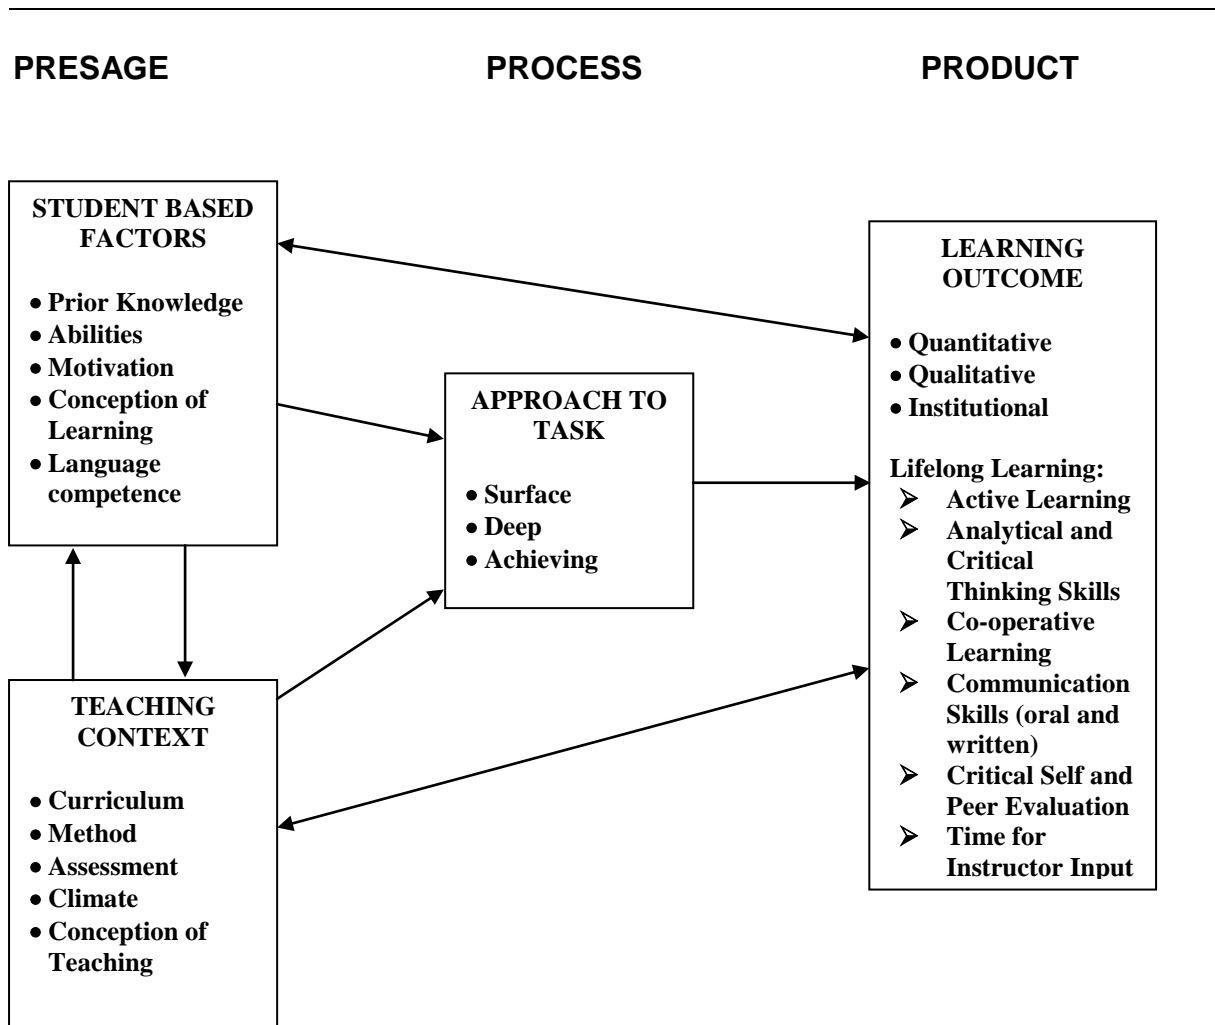 PRESAGE PROCESS PRODUCT
STUDENT BASED
FACTORS
• Prior Knowledge
• Abilities
• Motivation
• Conception of
Learning
• Language
competence
TEACHING
CONTEXT
• Curriculum
• Method
• Assessment
• Climate
• Conception of
Teaching
APPROACH TO
TASK
• Surface
• Deep
• Achieving
LEARNING
OUTCOME
• Quantitative
• Qualitative
• Institutional
Lifelong Learning:
➢ Active Learning
➢ Analytical and
Critical
Thinking Skills
➢ Co-operative
Learning
➢ Communication
Skills (oral and
written)
➢ Critical Self and
Peer Evaluation
➢ Time for
Instructor Input